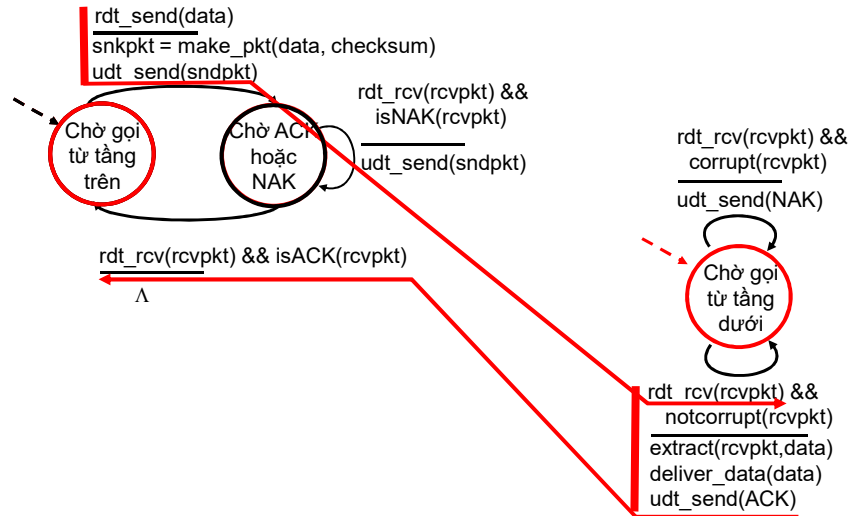 rdt_send(data)
snkpkt = make_pkt(data, checksum)
udt_send(sndpkt)
Chờ gọi
từ tầng
trên
Chờ ACK
hoặc
NAK
rdt_rcv(rcvpkt) &&
isNAK(rcvpkt)
udt_send(sndpkt)
rdt_rcv(rcvpkt) && isACK(rcvpkt)
Λ
rdt_rcv(rcvpkt) &&
corrupt(rcvpkt)
udt_send(NAK)
Chờ gọi
từ tầng
dưới
rdt_rcv(rcvpkt) &&
notcorrupt(rcvpkt)
extract(rcvpkt,data)
deliver_data(data)
udt_send(ACK)